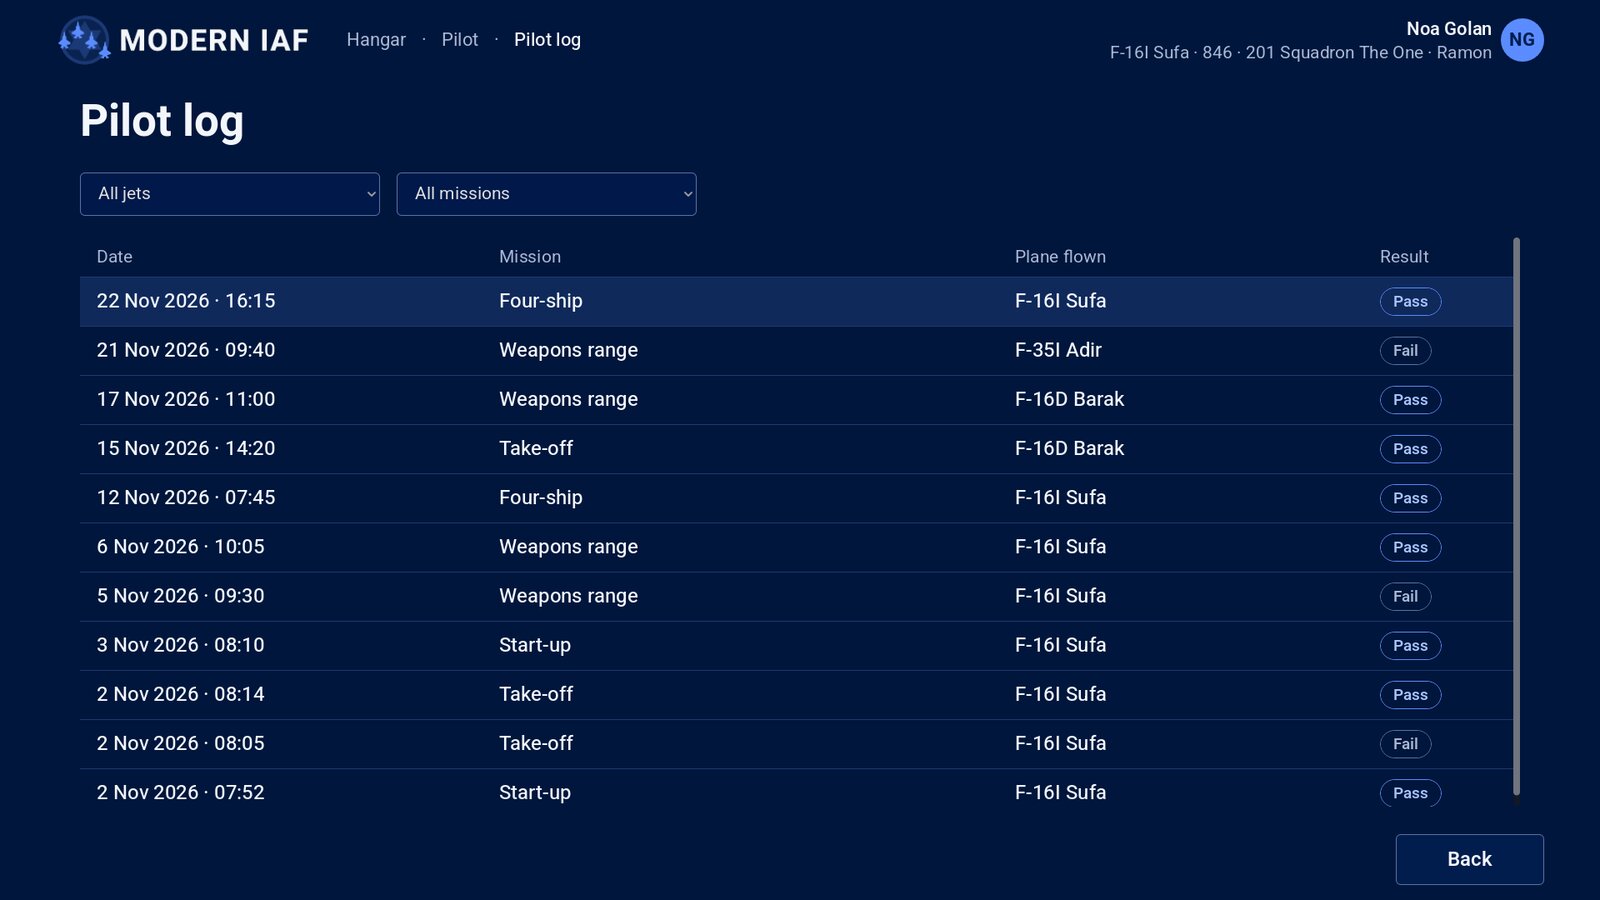 MODERN IAF
Hangar · Pilot · Pilot log
Noa Golan
F-16I Sufa · 846 · 201 Squadron The One · Ramon
NG
Pilot log
All jets
All missions
Date Mission Plane flown Result
22 Nov 2026 · 16:15 Four-ship F-16I Sufa Pass
21 Nov 2026 · 09:40 Weapons range F-35I Adir Fail
17 Nov 2026 · 11:00 Weapons range F-16D Barak Pass
15 Nov 2026 · 14:20 Take-off F-16D Barak Pass
12 Nov 2026 · 07:45 Four-ship F-16I Sufa Pass
6 Nov 2026 · 10:05 Weapons range F-16I Sufa Pass
5 Nov 2026 · 09:30 Weapons range F-16I Sufa Fail
3 Nov 2026 · 08:10 Start-up F-16I Sufa Pass
2 Nov 2026 · 08:14 Take-off F-16I Sufa Pass
2 Nov 2026 · 08:05 Take-off F-16I Sufa Fail
2 Nov 2026 · 07:52 Start-up F-16I Sufa Pass
Back